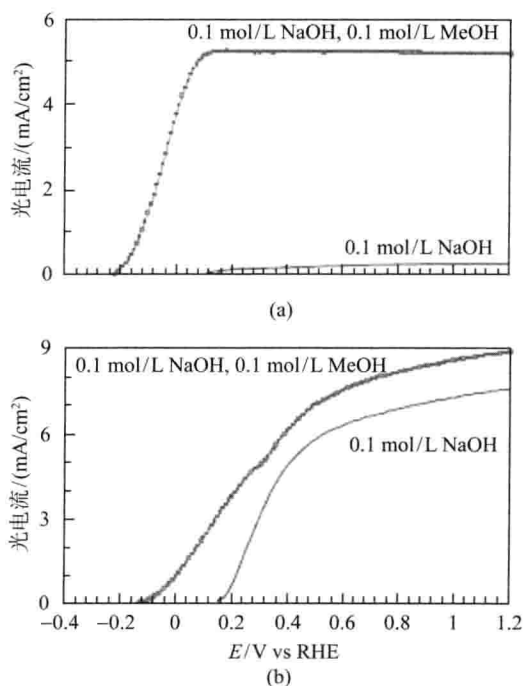 0.1 mol/L NaOH, 0.1 mol/L MeOH
6
4
2
0
光电流/(mA/cm²)
0.1 mol/L NaOH
(a)
9
6
3
0
光电流/(mA/cm²)
0.1 mol/L NaOH, 0.1 mol/L MeOH
0.1 mol/L NaOH
−0.4 −0.2 0 0.2 0.4 0.6 0.8 1.0 1.2
E/V vs RHE
(b)